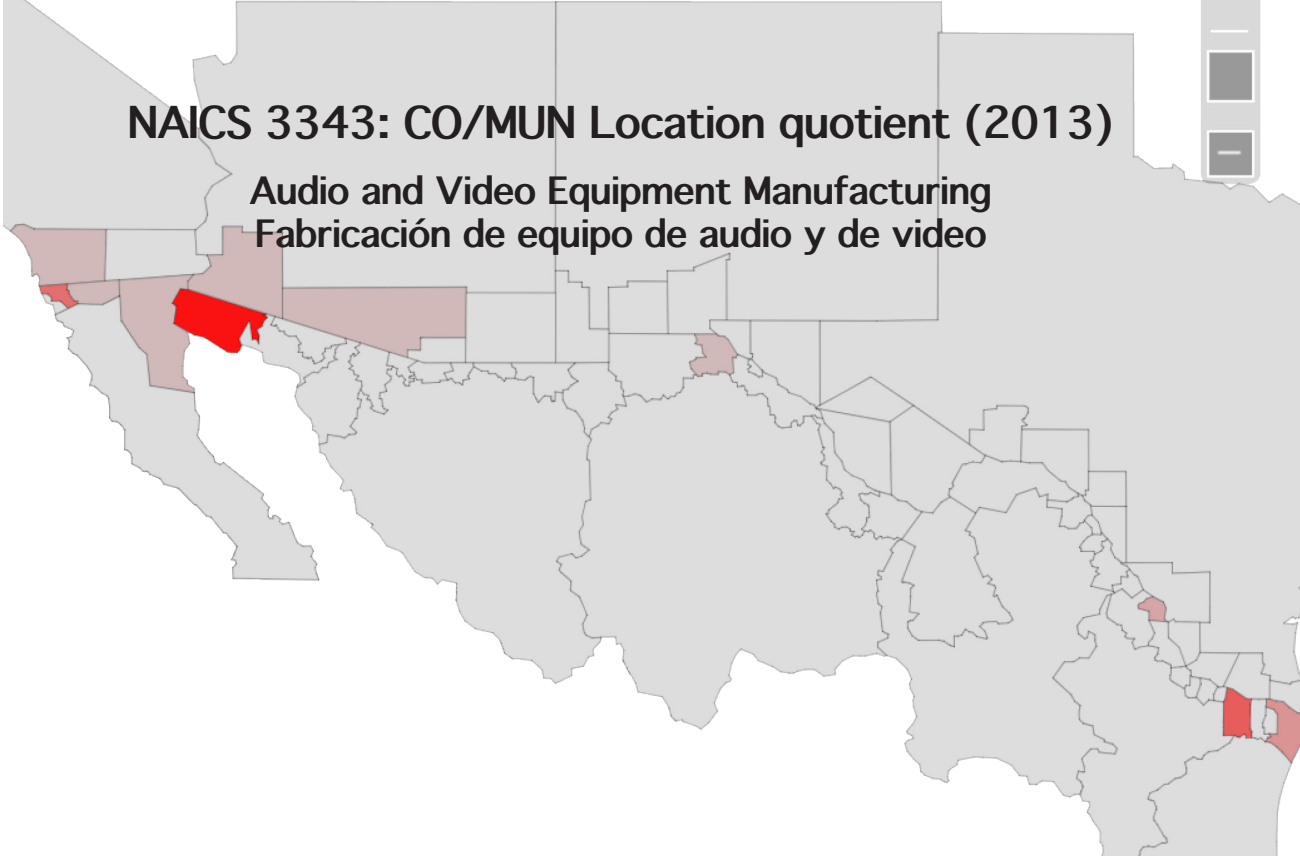 NAICS 3343: CO/MUN Location quotient (2013)
Audio and Video Equipment Manufacturing
Fabricación de equipo de audio y de video